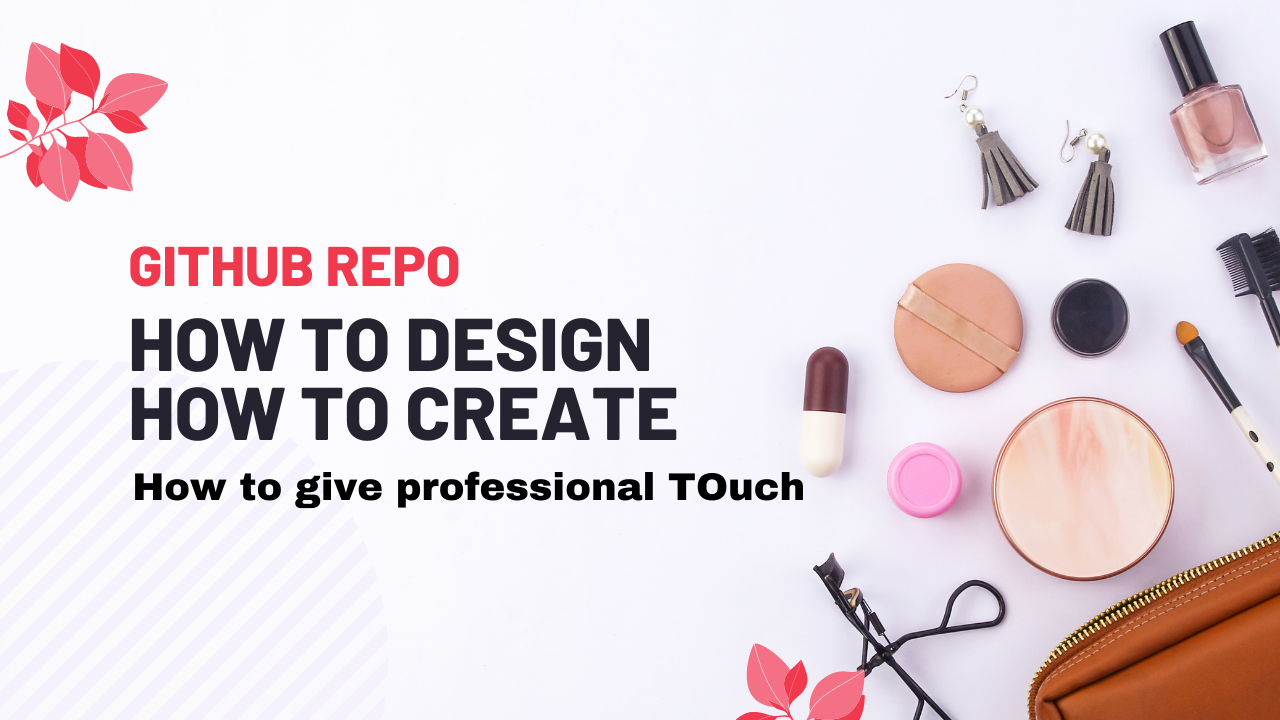 GITHUB REPO
HOW TO DESIGN
HOW TO CREATE
How to give professional TOuch